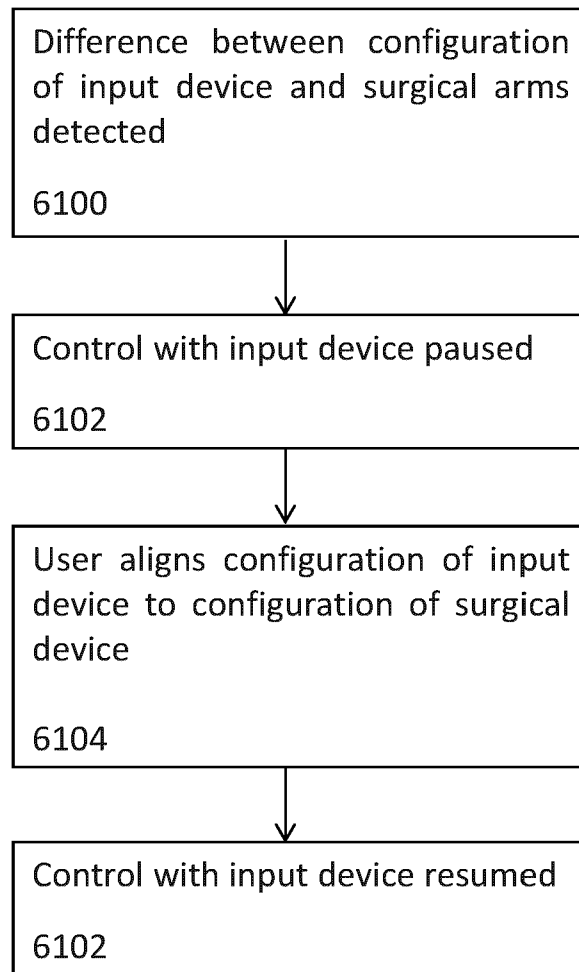 Difference between configuration
of input device and surgical arms
detected
6100
Control with input device paused
6102
User aligns configuration of input
device to configuration of surgical
device
6104
Control with input device resumed
6102